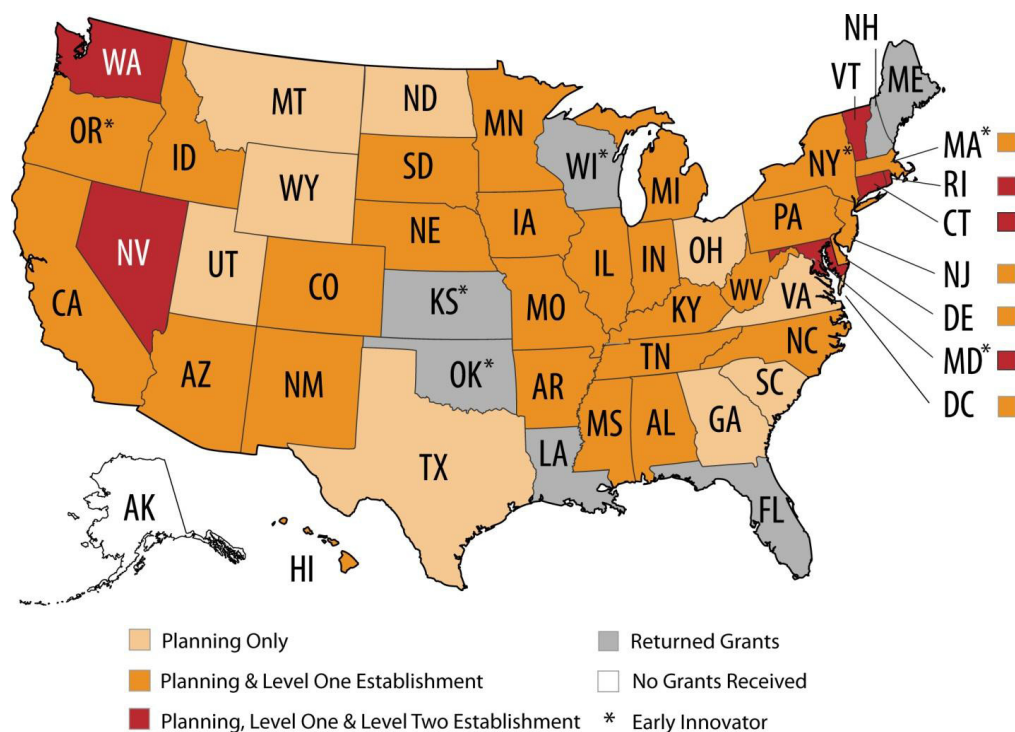 NH
VT
ME
WA
MT
ND
MN
OR*
ID
SD
WI*
MI
NY*
MA*
RI
CT
WY
NE
IA
PA
NJ
NV
UT
CO
IL
IN
OH
WV
VA
DE
MD*
DC
CA
KS*
MO
KY
NC
TN
AZ
NM
OK*
AR
SC
MS
AL
GA
TX
LA
FL
AK
HI
Planning Only
Planning & Level One Establishment
Planning, Level One & Level Two Establishment
Returned Grants
No Grants Received
* Early Innovator